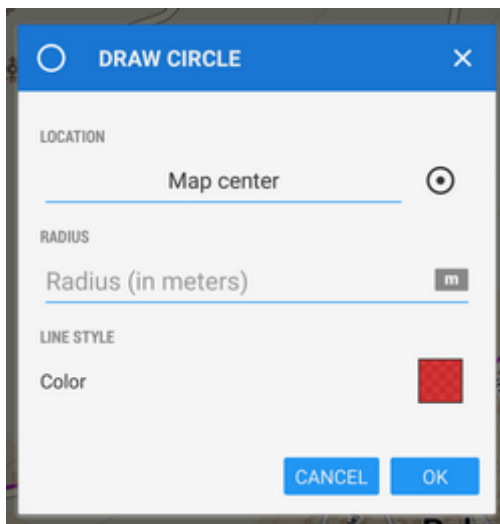 DRAW CIRCLE
LOCATION
Map center
RADIUS
Radius (in meters)
m
LINE STYLE
Color
CANCEL
OK